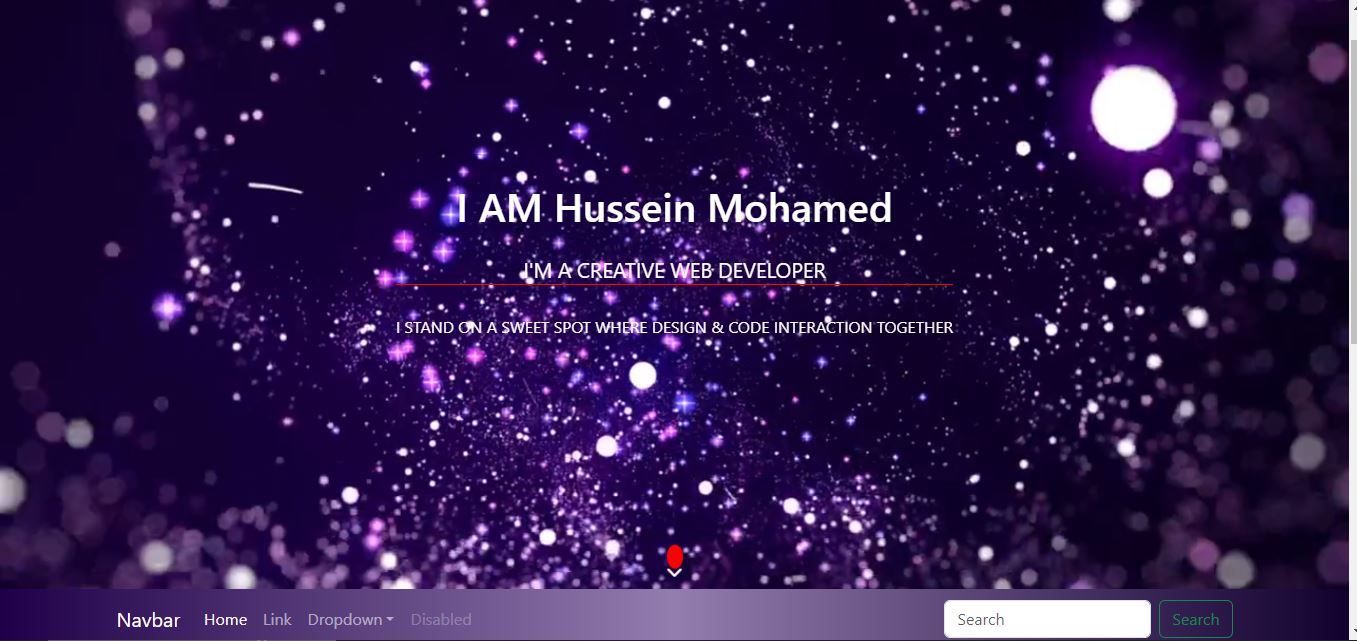 I AM Hussein Mohamed
I'M A CREATIVE WEB DEVELOPER
I STAND ON A SWEET SPOT WHERE DESIGN & CODE INTERACTION TOGETHER
Navbar Home Link Dropdown Disabled Search Search